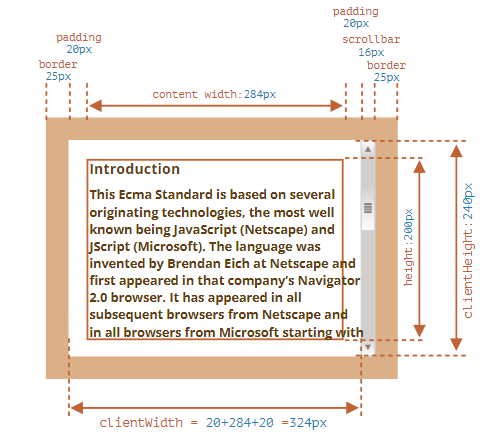 padding
20px
scrollbar
16px
padding
20px
border
25px
border
25px
content width:284px
Introduction
This Ecma Standard is based on several
originating technologies, the most well
known being JavaScript (Netscape) and
JScript (Microsoft). The language was
invented by Brendan Eich at Netscape and
first appeared in that company’s Navigator
2.0 browser. It has appeared in all
subsequent browsers from Netscape and
in all browsers from Microsoft starting with
height:200px
clientHeight:240px
clientWidth = 20+284+20 =324px